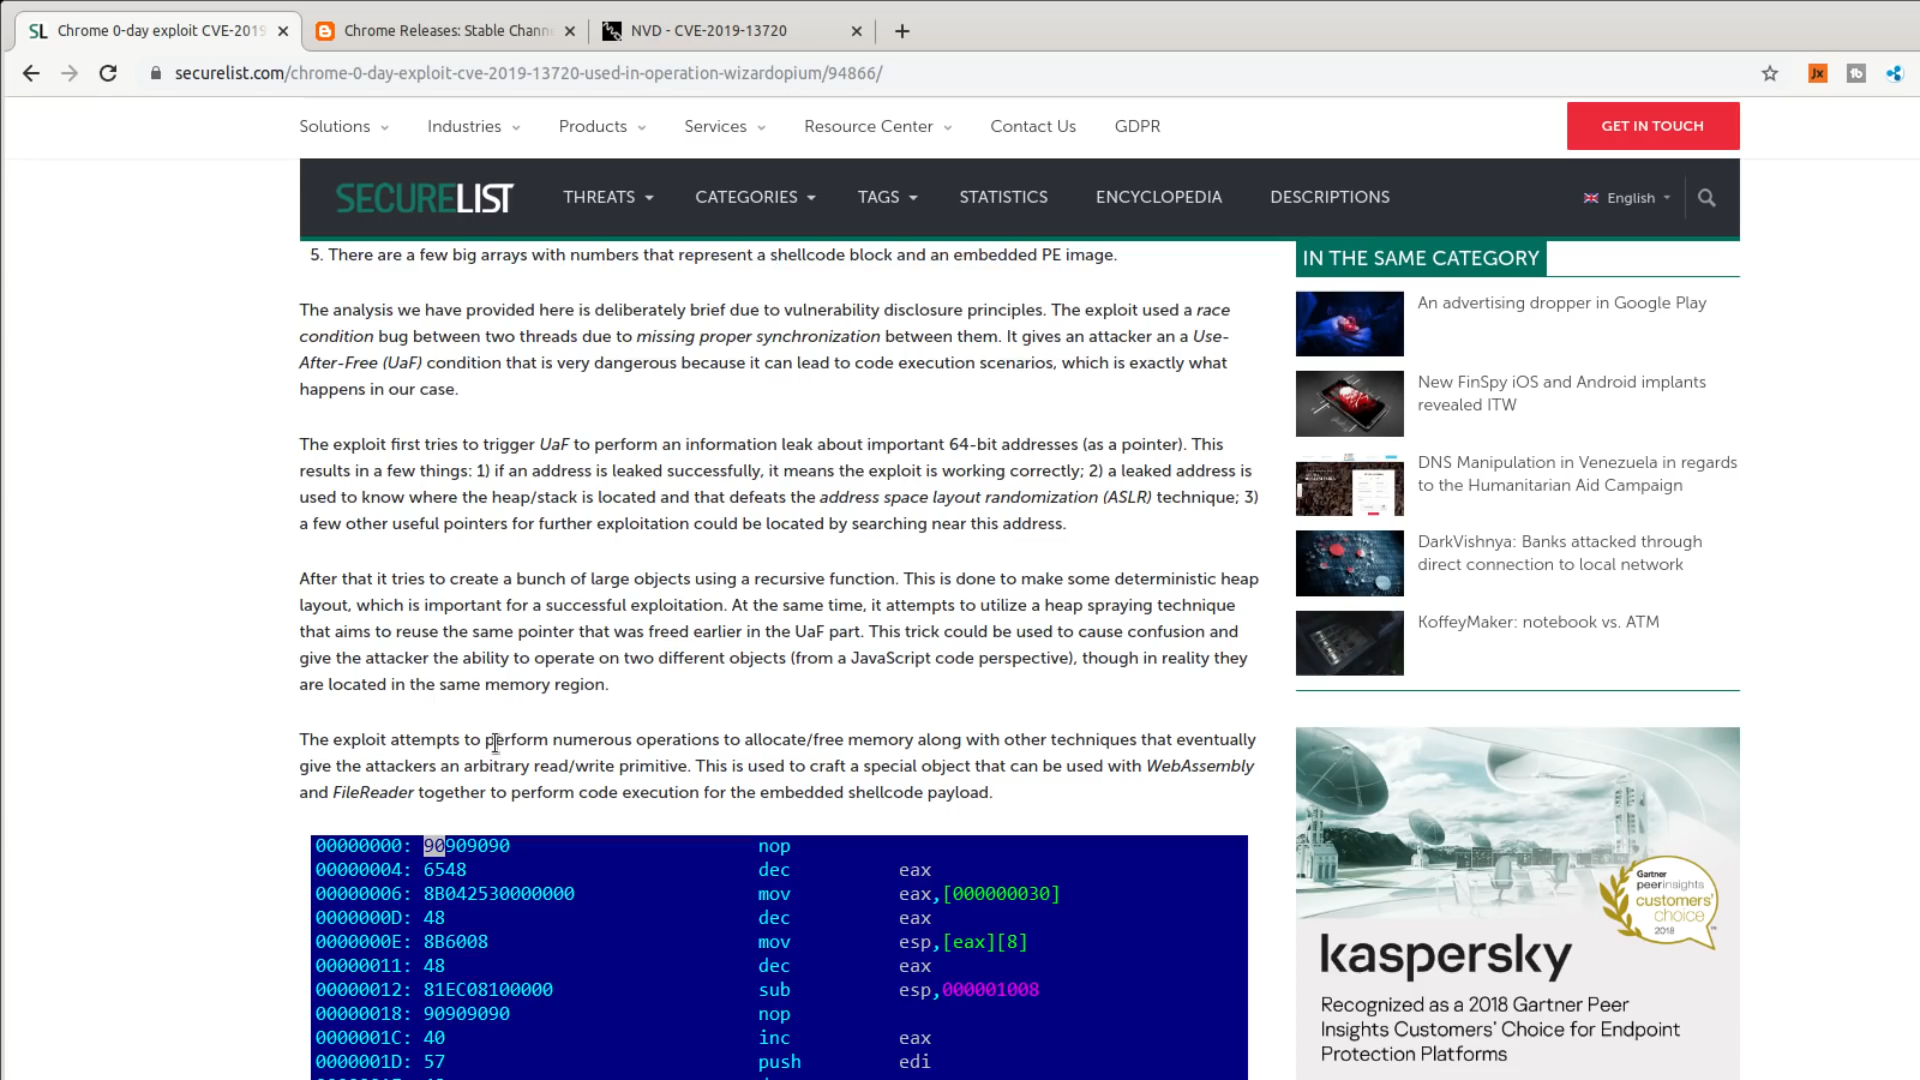 SL Chrome 0-day exploit CVE-2019
Chrome Releases: Stable Chann
NVD - CVE-2019-13720
securelist.com/chrome-0-day-exploit-cve-2019-13720-used-in-operation-wizardopium/94866/
Jx
fb
Solutions Industries Products Services Resource Center Contact Us GDPR
GET IN TOUCH
SECURELIST THREATS CATEGORIES TAGS STATISTICS ENCYCLOPEDIA DESCRIPTIONS English
5. There are a few big arrays with numbers that represent a shellcode block and an embedded PE image.
The analysis we have provided here is deliberately brief due to vulnerability disclosure principles. The exploit used a race
condition bug between two threads due to missing proper synchronization between them. It gives an attacker an a Use-
After-Free (UaF) condition that is very dangerous because it can lead to code execution scenarios, which is exactly what
happens in our case.
The exploit first tries to trigger UaF to perform an information leak about important 64-bit addresses (as a pointer). This
results in a few things: 1) if an address is leaked successfully, it means the exploit is working correctly; 2) a leaked address is
used to know where the heap/stack is located and that defeats the address space layout randomization (ASLR) technique; 3)
a few other useful pointers for further exploitation could be located by searching near this address.
After that it tries to create a bunch of large objects using a recursive function. This is done to make some deterministic heap
layout, which is important for a successful exploitation. At the same time, it attempts to utilize a heap spraying technique
that aims to reuse the same pointer that was freed earlier in the UaF part. This trick could be used to cause confusion and
give the attacker the ability to operate on two different objects (from a JavaScript code perspective), though in reality they
are located in the same memory region.
The exploit attempts to perform numerous operations to allocate/free memory along with other techniques that eventually
give the attackers an arbitrary read/write primitive. This is used to craft a special object that can be used with WebAssembly
and FileReader together to perform code execution for the embedded shellcode payload.
00000000: 90909090 nop
00000004: 6548 dec eax
00000006: 8B042530000000 mov eax,[000000030]
0000000D: 48 dec eax
0000000E: 8B6008 mov esp,[eax][8]
00000011: 48 dec eax
00000012: 81EC08100000 sub esp,000001008
00000018: 90909090 nop
0000001C: 40 inc eax
0000001D: 57 push edi
IN THE SAME CATEGORY
An advertising dropper in Google Play
New FinSpy iOS and Android implants
revealed ITW
DNS Manipulation in Venezuela in regards
to the Humanitarian Aid Campaign
DarkVishnya: Banks attacked through
direct connection to local network
KoffeyMaker: notebook vs. ATM
Gartner
peerinsights
customers'
choice
2018
kaspersky
Recognized as a 2018 Gartner Peer
Insights Customers' Choice for Endpoint
Protection Platforms